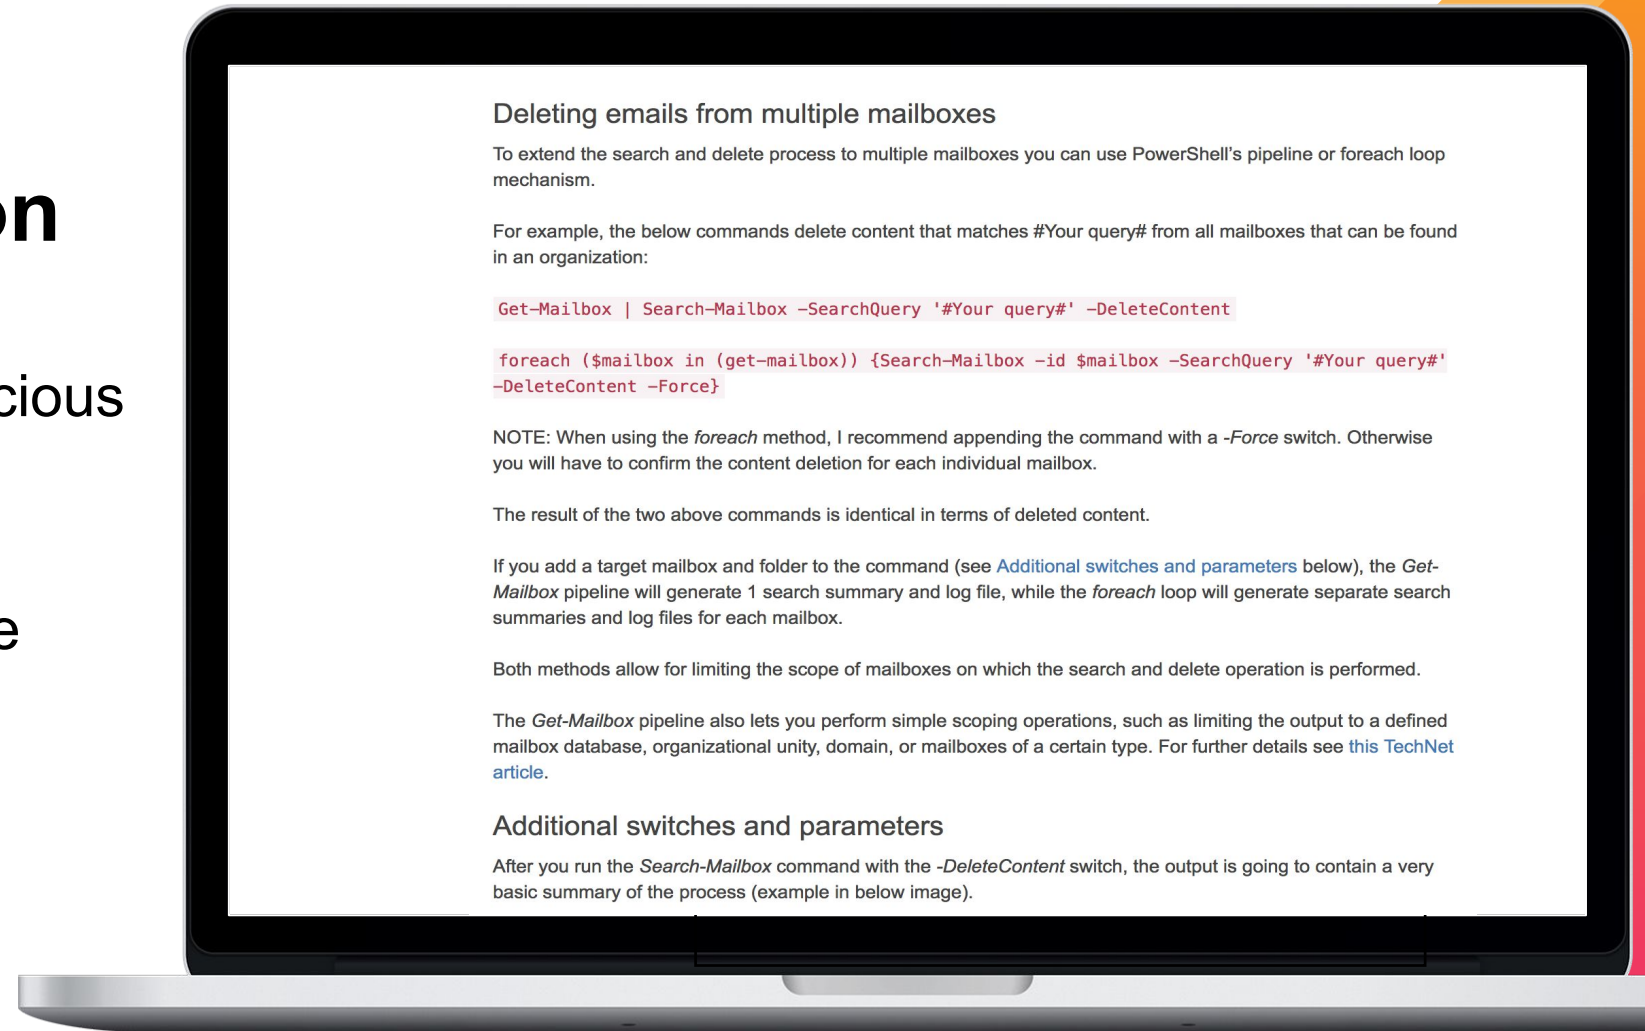 on
cious
e
Deleting emails from multiple mailboxes
To extend the search and delete process to multiple mailboxes you can use PowerShell's pipeline or foreach loop
mechanism.
For example, the below commands delete content that matches #Your query# from all mailboxes that can be found
in an organization:
Get-Mailbox | Search-Mailbox -SearchQuery '#Your query#' -DeleteContent
foreach ($mailbox in (get-mailbox)) {Search-Mailbox -id $mailbox -SearchQuery '#Your query#'
-DeleteContent -Force}
NOTE: When using the foreach method, I recommend appending the command with a -Force switch. Otherwise
you will have to confirm the content deletion for each individual mailbox.
The result of the two above commands is identical in terms of deleted content.
If you add a target mailbox and folder to the command (see Additional switches and parameters below), the Get-
Mailbox pipeline will generate 1 search summary and log file, while the foreach loop will generate separate search
summaries and log files for each mailbox.
Both methods allow for limiting the scope of mailboxes on which the search and delete operation is performed.
The Get-Mailbox pipeline also lets you perform simple scoping operations, such as limiting the output to a defined
mailbox database, organizational unity, domain, or mailboxes of a certain type. For further details see this TechNet
article.
Additional switches and parameters
After you run the Search-Mailbox command with the -DeleteContent switch, the output is going to contain a very
basic summary of the process (example in below image).